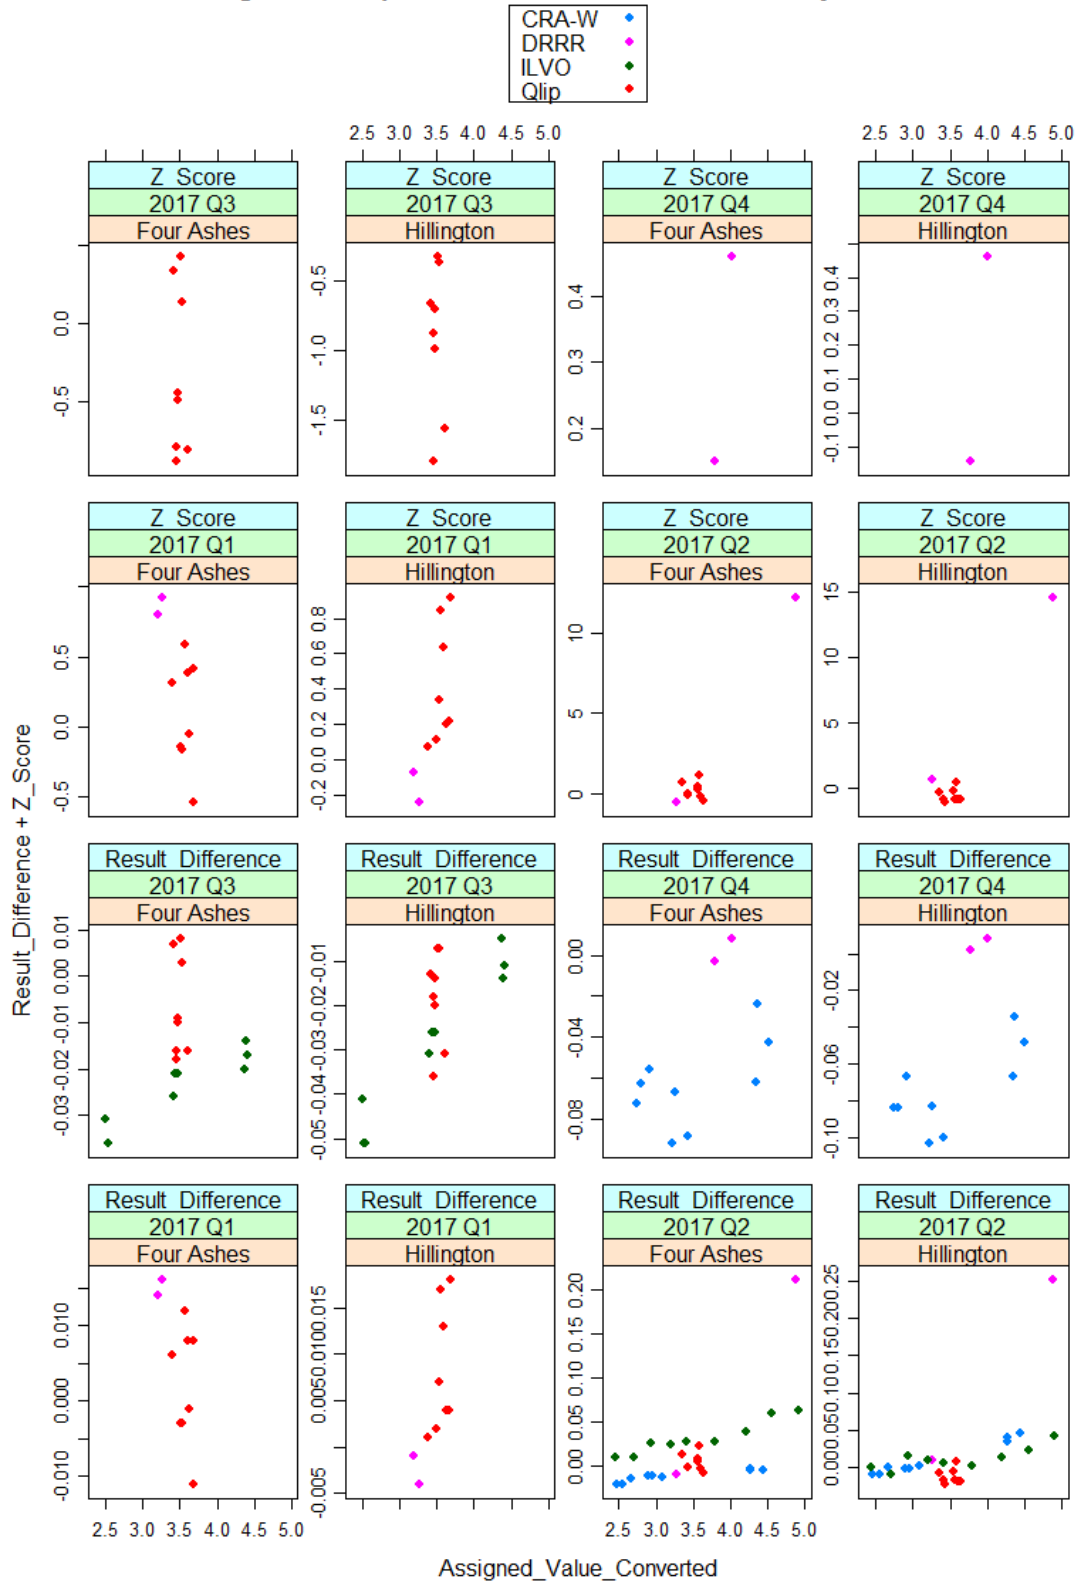 CRA-W
DRRR
ILVO
Qlip
2.5 3.0 3.5 4.0 4.5 5.0
2.5 3.0 3.5 4.0 4.5 5.0
Z_Score
Z_Score
Z_Score
Z_Score
2017 Q3
2017 Q3
2017 Q4
2017 Q4
Four Ashes
Hillington
Four Ashes
Hillington
-0.5 0.0
-1.5 -1.0 -0.5
0.2 0.3 0.4
-0.1 0.0 0.1 0.2 0.3 0.4
Z_Score
Z_Score
Z_Score
Z_Score
2017 Q1
2017 Q1
2017 Q2
2017 Q2
Four Ashes
Hillington
Four Ashes
Hillington
-0.5 0.0 0.5
-0.2 0.0 0.2 0.4 0.6 0.8
0 5 10
0 5 10 15
Result_Difference + Z_Score
Result_Difference
Result_Difference
Result_Difference
Result_Difference
2017 Q3
2017 Q3
2017 Q4
2017 Q4
Four Ashes
Hillington
Four Ashes
Hillington
-0.03 -0.02 -0.01 0.00 0.01
-0.05 -0.04 -0.03 -0.02 -0.01
-0.08 -0.04 0.00
-0.10 -0.06 -0.02
Result_Difference
Result_Difference
Result_Difference
Result_Difference
2017 Q1
2017 Q1
2017 Q2
2017 Q2
Four Ashes
Hillington
Four Ashes
Hillington
-0.010 0.000 0.010
-0.005 0.005 0.010 0.015
0.00 0.05 0.10 0.15 0.20
0.00 0.05 0.10 0.15 0.20 0.25
2.5 3.0 3.5 4.0 4.5 5.0
2.5 3.0 3.5 4.0 4.5 5.0
Assigned_Value_Converted